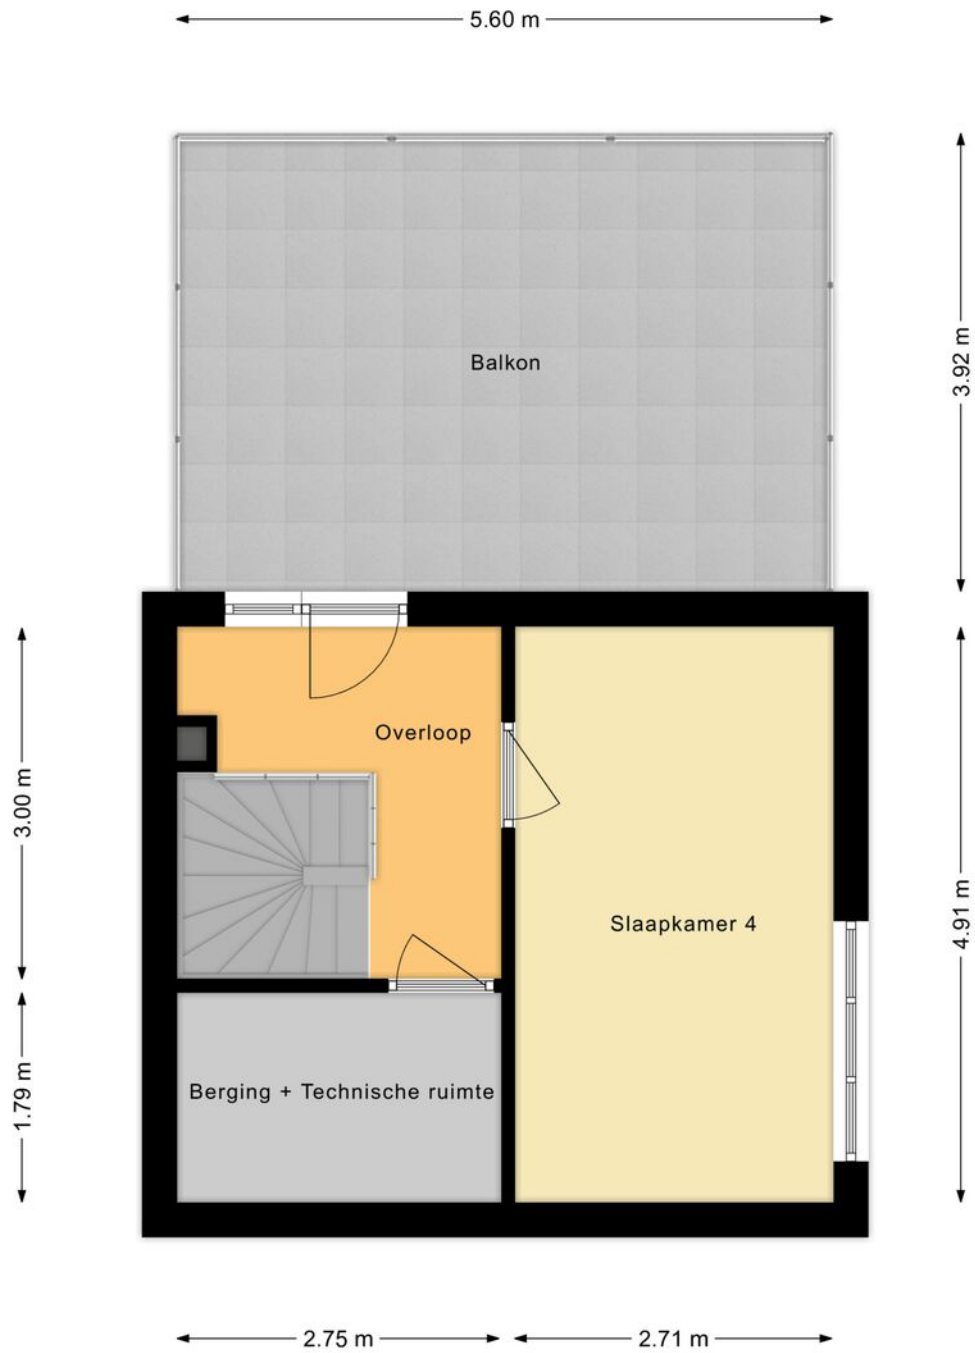 5.60 m
Balkon
3.92 m
Overloop
3.00 m
4.91 m
Slaapkamer 4
1.79 m
Berging + Technische ruimte
2.75 m
2.71 m